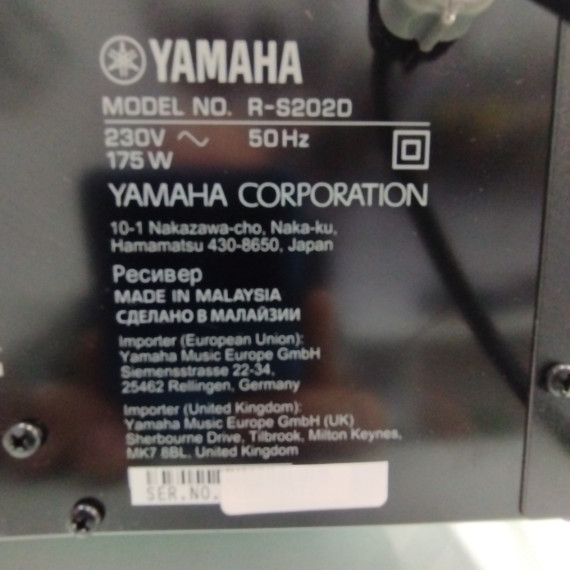 YAMAHA
MODEL NO. R-S202D
230V ~ 50Hz
175W
YAMAHA CORPORATION
10-1 Nakazawa-cho, Naka-ku,
Hamamatsu 430-8650, Japan
Ресивер
MADE IN MALAYSIA
СДЕЛАНО В МАЛАЙЗИИ
Importer (European Union):
Yamaha Music Europe GmbH
Siemensstrasse 22-34,
25462 Rellingen, Germany
Importer (United Kingdom):
Yamaha Music Europe GmbH (UK)
Sherbourne Drive, Tilbrook, Milton Keynes,
MK7 8BL, United Kingdom
SER.NO.